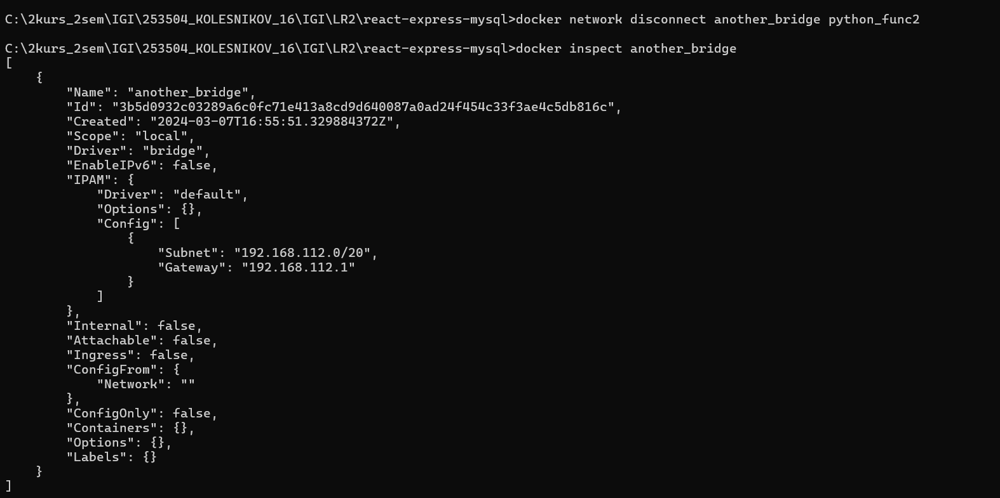 C:\2kurs_2sem\IGI\253504_KOLESNIKOV_16\IGI\LR2\react-express-mysql>docker network disconnect another_bridge python_func2
C:\2kurs_2sem\IGI\253504_KOLESNIKOV_16\IGI\LR2\react-express-mysql>docker inspect another_bridge
[
    {
        "Name": "another_bridge",
        "Id": "3b5d0932c03289a6c0fc71e413a8cd9d640087a0ad24f454c33f3ae4c5db816c",
        "Created": "2024-03-07T16:55:51.329884372Z",
        "Scope": "local",
        "Driver": "bridge",
        "EnableIPv6": false,
        "IPAM": {
            "Driver": "default",
            "Options": {},
            "Config": [
                {
                    "Subnet": "192.168.112.0/20",
                    "Gateway": "192.168.112.1"
                }
            ]
        },
        "Internal": false,
        "Attachable": false,
        "Ingress": false,
        "ConfigFrom": {
            "Network": ""
        },
        "ConfigOnly": false,
        "Containers": {},
        "Options": {},
        "Labels": {}
    }
]